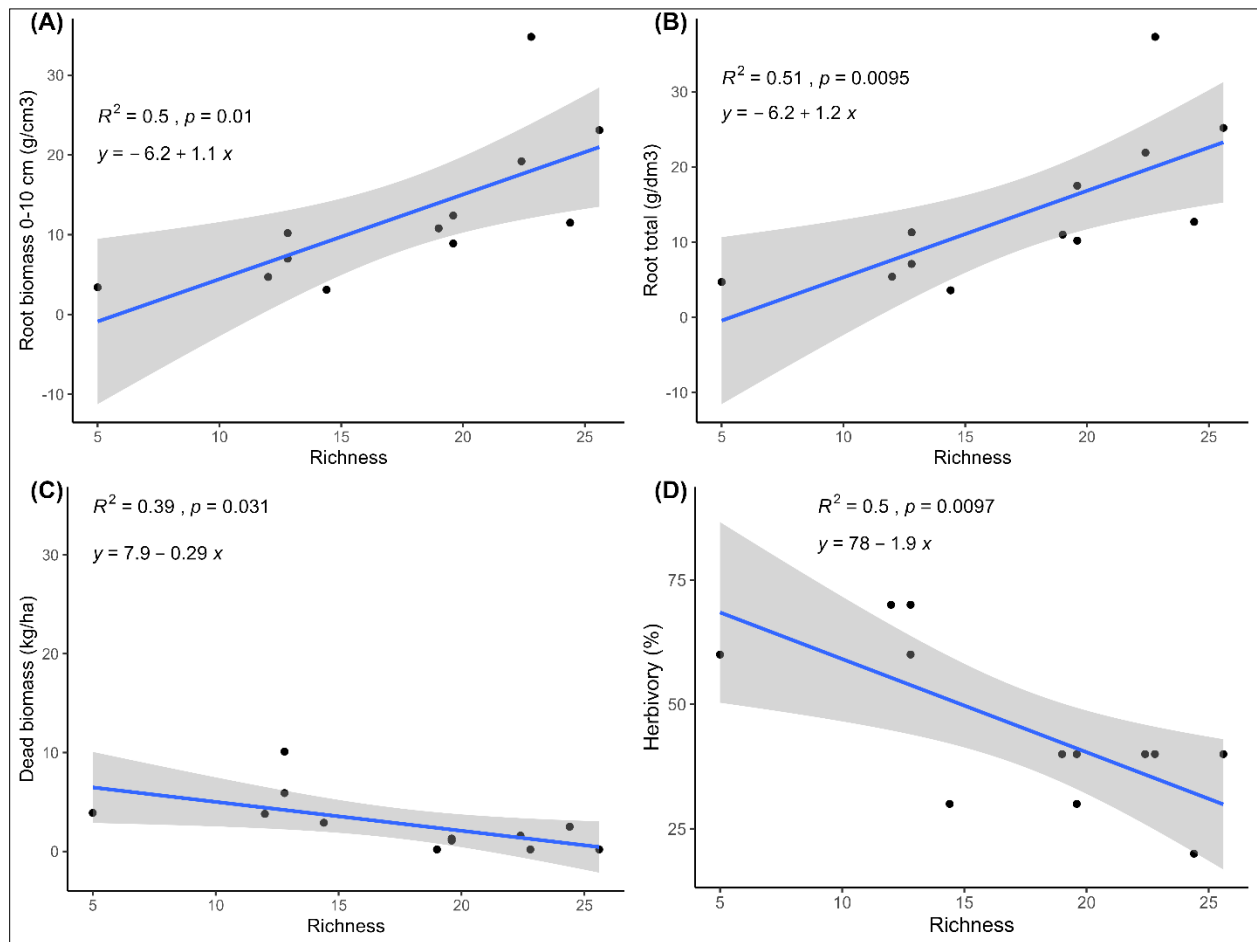 (A)
R² = 0.5 , p = 0.01
y = − 6.2 + 1.1 x
Root biomass 0-10 cm (g/cm3)
30
20
10
0
-10
5 10 15 20 25
Richness
(B)
R² = 0.51 , p = 0.0095
y = − 6.2 + 1.2 x
Root total (g/dm3)
30
20
10
0
-10
5 10 15 20 25
Richness
(C)
R² = 0.39 , p = 0.031
y = 7.9 − 0.29 x
Dead biomass (kg/ha)
30
20
10
0
5 10 15 20 25
Richness
(D)
R² = 0.5 , p = 0.0097
y = 78 − 1.9 x
Herbivory (%)
75
50
25
5 10 15 20 25
Richness